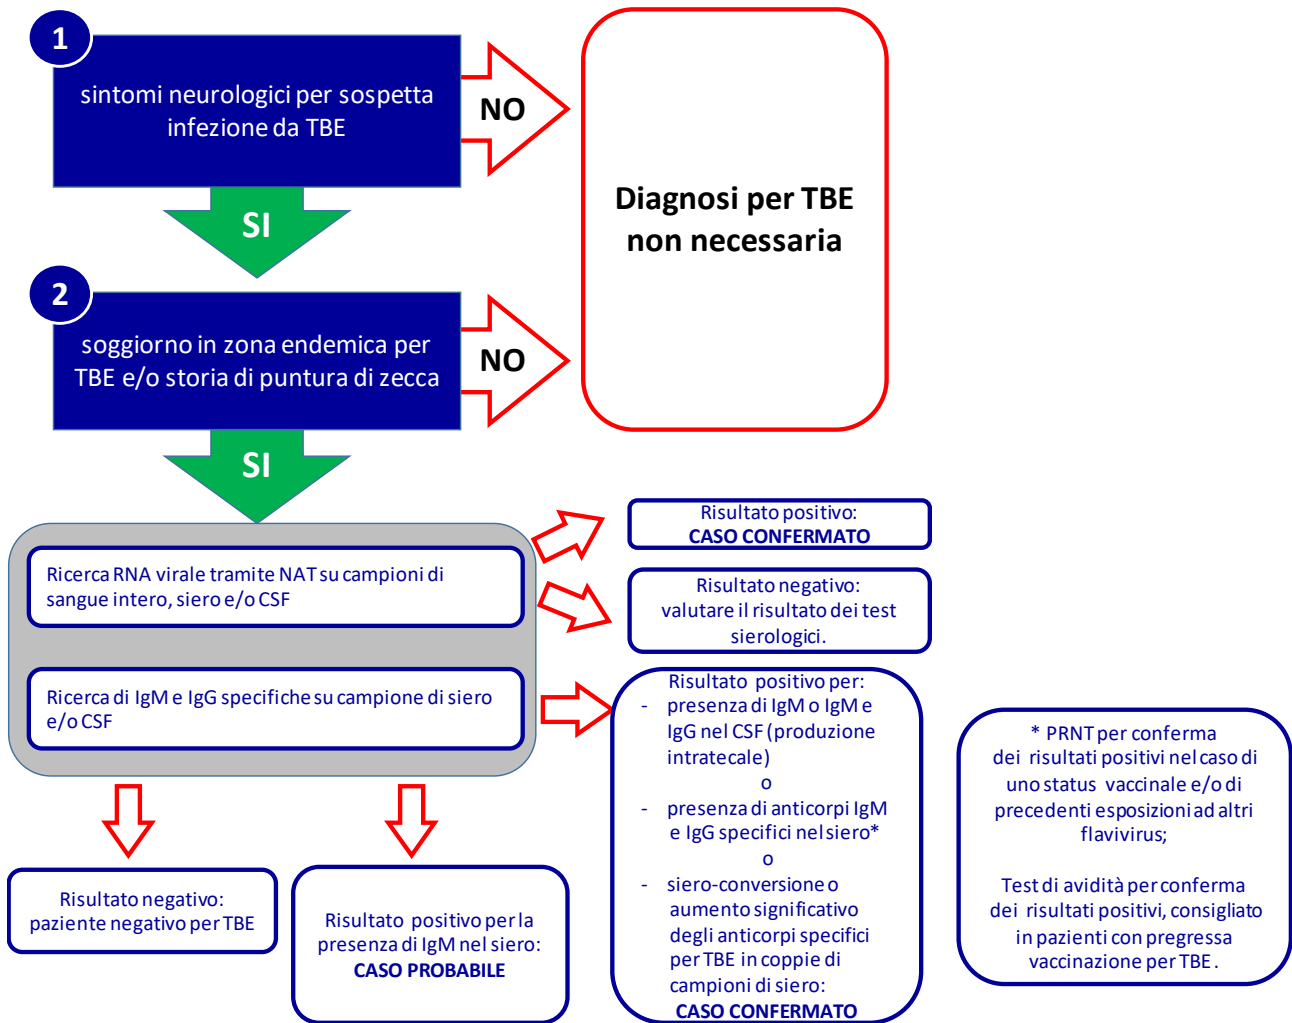 1
sintomi neurologici per sospetta
infezione da TBE
NO
SI
Diagnosi per TBE
non necessaria
2
soggiorno in zona endemica per
TBE e/o storia di puntura di zecca
NO
SI
Ricerca RNA virale tramite NAT su campioni di
sangue intero, siero e/o CSF
Risultato positivo:
CASO CONFERMATO
Risultato negativo:
valutare il risultato dei test
sierologici.
Ricerca di IgM e IgG specifiche su campione di siero
e/o CSF
Risultato positivo per:
- presenza di IgM o IgM e
IgG nel CSF (produzione
intratecale)
o
- presenza di anticorpi IgM
e IgG specifici nel siero*
o
- siero-conversione o
aumento significativo
degli anticorpi specifici
per TBE in coppie di
campioni di siero:
CASO CONFERMATO
* PRNT per conferma
dei risultati positivi nel caso di
uno status vaccinale e/o di
precedenti esposizioni ad altri
flavivirus;
Test di avidità per conferma
dei risultati positivi, consigliato
in pazienti con pregressa
vaccinazione per TBE.
Risultato negativo:
paziente negativo per TBE
Risultato positivo per la
presenza di IgM nel siero:
CASO PROBABILE